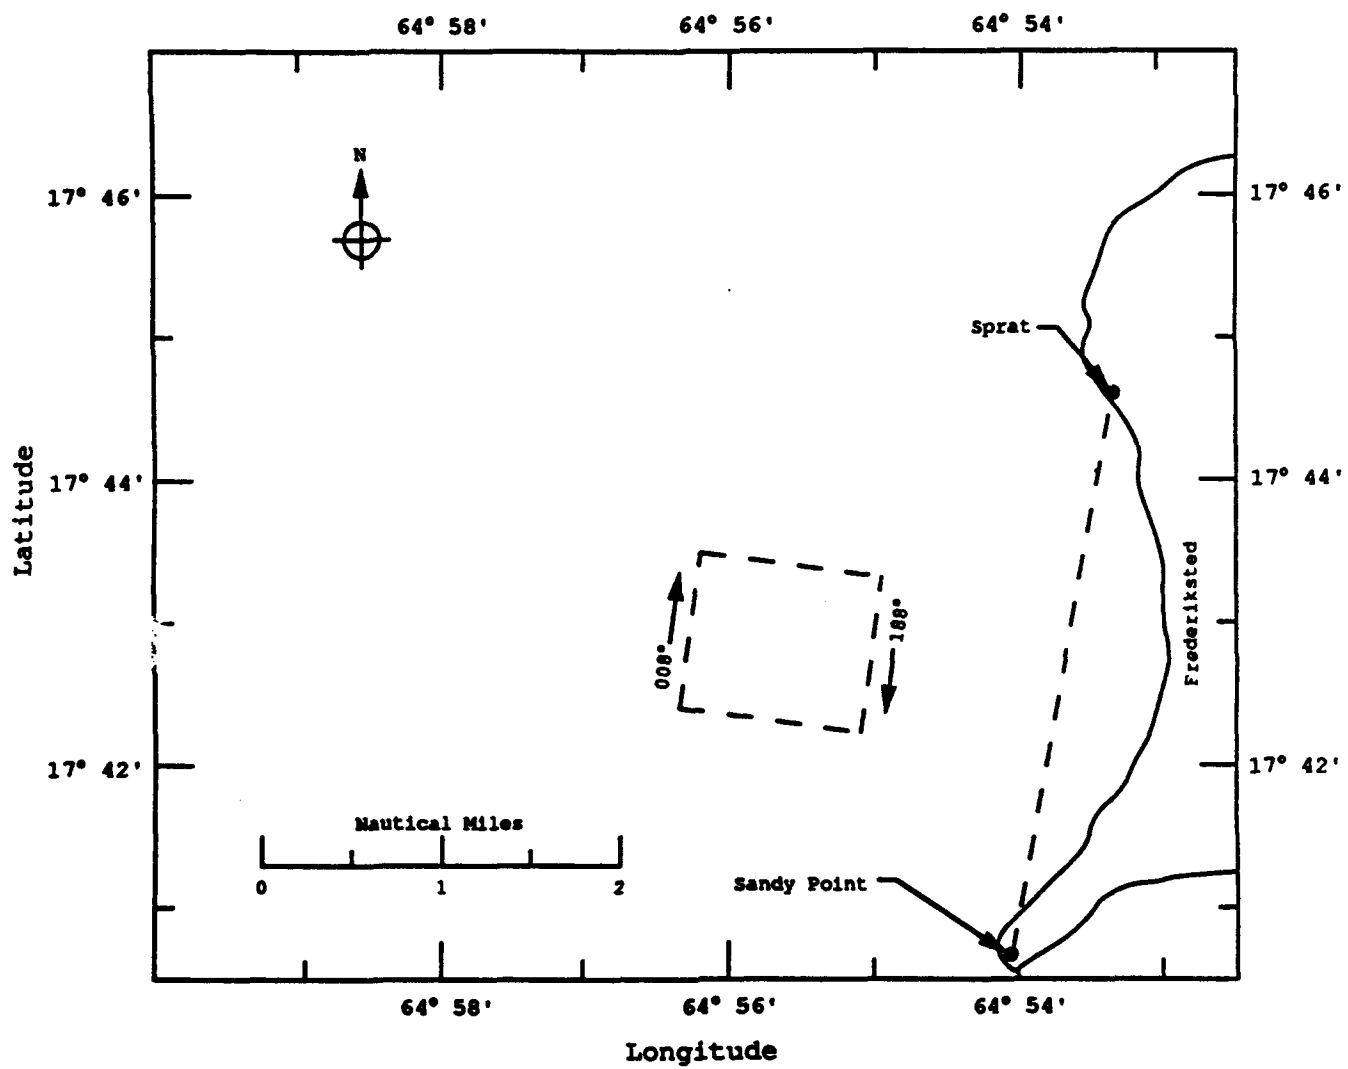 64° 58'
64° 56'
64° 54'
N
17° 46'
17° 46'
Sprat
Latitude
17° 44'
17° 44'
Frederiksted
008°
188°
17° 42'
17° 42'
Nautical Miles
0
1
2
Sandy Point
64° 58'
64° 56'
64° 54'
Longitude